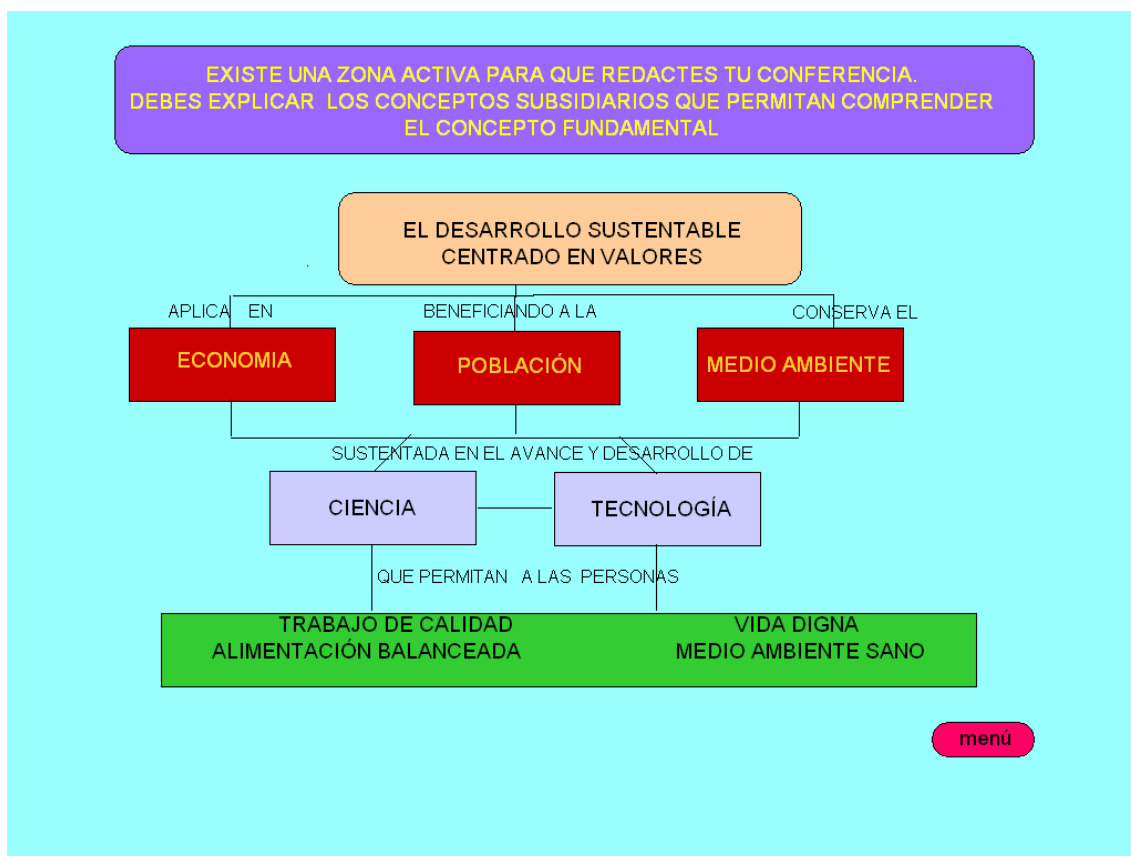 EXISTE UNA ZONA ACTIVA PARA QUE REDACTES TU CONFERENCIA.
DEBES EXPLICAR LOS CONCEPTOS SUBSIDIARIOS QUE PERMITAN COMPRENDER
EL CONCEPTO FUNDAMENTAL
EL DESARROLLO SUSTENTABLE
CENTRADO EN VALORES
APLICA EN
BENEFICIANDO A LA
CONSERVA EL
ECONOMIA
POBLACIÓN
MEDIO AMBIENTE
SUSTENTADA EN EL AVANCE Y DESARROLLO DE
CIENCIA
TECNOLOGÍA
QUE PERMITAN A LAS PERSONAS
TRABAJO DE CALIDAD
ALIMENTACIÓN BALANCEADA
VIDA DIGNA
MEDIO AMBIENTE SANO
menú